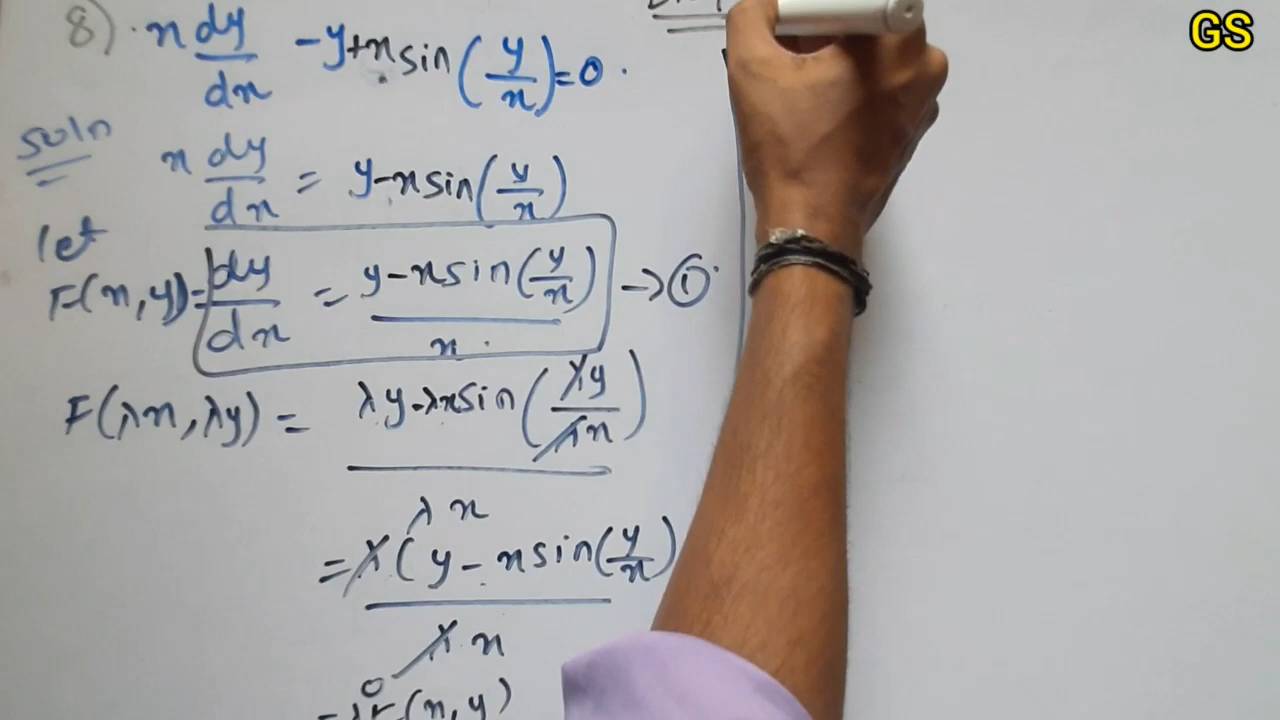 8). x dy/dx - y + x sin(y/x) = 0.
GS
soln
x dy/dx = y - x sin(y/x)
let
F(x, y) = dy/dx = y - x sin(y/x) / x. → ①
F(λx, λy) = λy - λx sin(λy/λx) / λx
= λ(y - x sin(y/x) / λx
= λ⁰F(x, y)